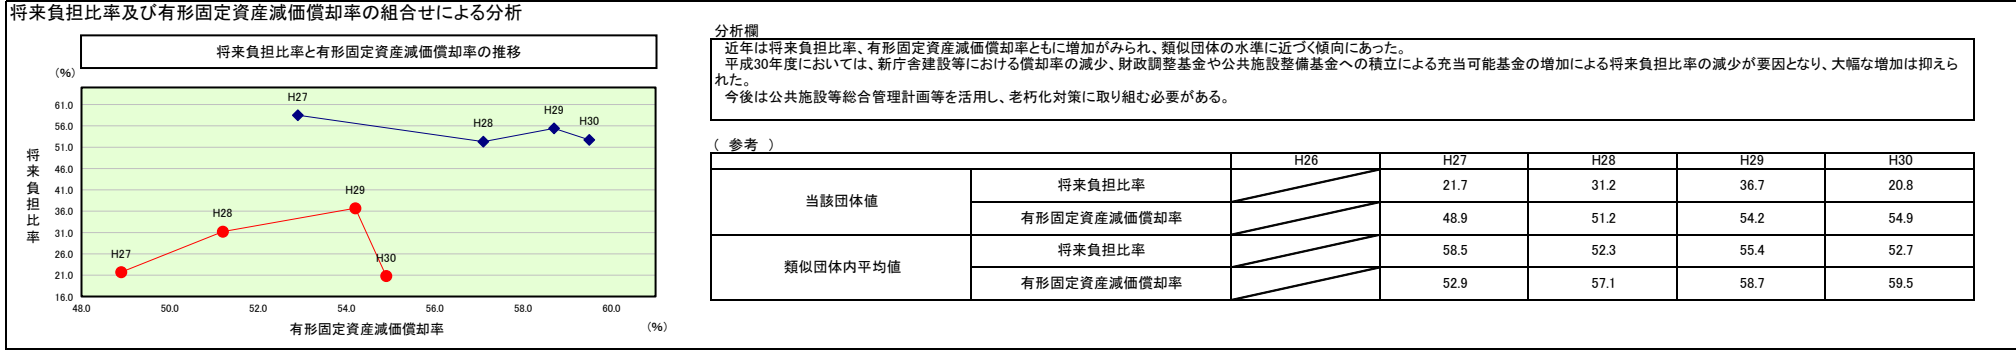 将来負担比率及び有形固定資産減価償却率の組合せによる分析
将来負担比率と有形固定資産減価償却率の推移
(%)
61.0
56.0
51.0
46.0
41.0
36.0
31.0
26.0
21.0
16.0
将来負担比率
H27
H28
H29
H30
H27
H28
H29
H30
48.0 50.0 52.0 54.0 56.0 58.0 60.0
有形固定資産減価償却率
(%)
分析欄
近年は将来負担比率、有形固定資産減価償却率ともに増加がみられ、類似団体の水準に近づく傾向にあった。
平成30年度においては、新庁舎建設等における償却率の減少、財政調整基金や公共施設整備基金への積立による充当可能基金の増加による将来負担比率の減少が要因となり、大幅な増加は抑えら
れた。
今後は公共施設等総合管理計画等を活用し、老朽化対策に取り組む必要がある。
( 参考 )
H26 H27 H28 H29 H30
当該団体値
将来負担比率 21.7 31.2 36.7 20.8
有形固定資産減価償却率 48.9 51.2 54.2 54.9
類似団体内平均値
将来負担比率 58.5 52.3 55.4 52.7
有形固定資産減価償却率 52.9 57.1 58.7 59.5